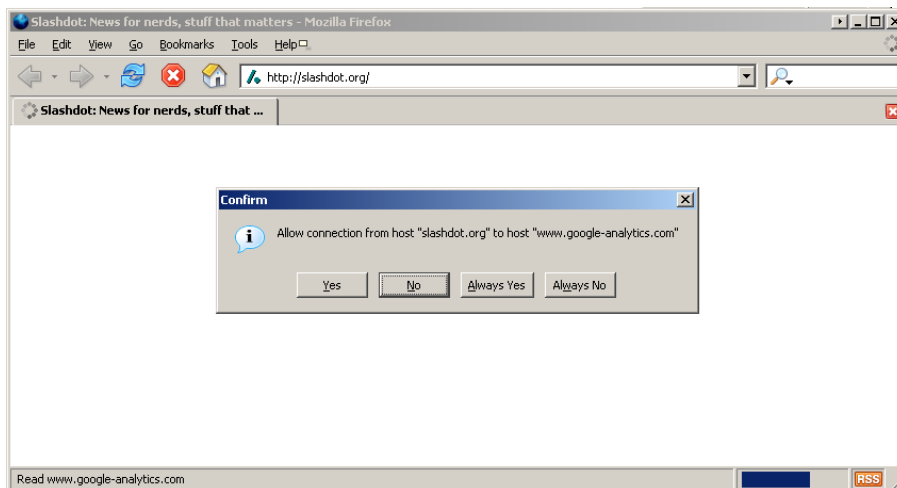 Slashdot: News for nerds, stuff that matters - Mozilla Firefox
File Edit View Go Bookmarks Tools Help
http://slashdot.org/
Slashdot: News for nerds, stuff that ...
Confirm
Allow connection from host "slashdot.org" to host "www.google-analytics.com"
Yes No Always Yes Always No
Read www.google-analytics.com
RSS